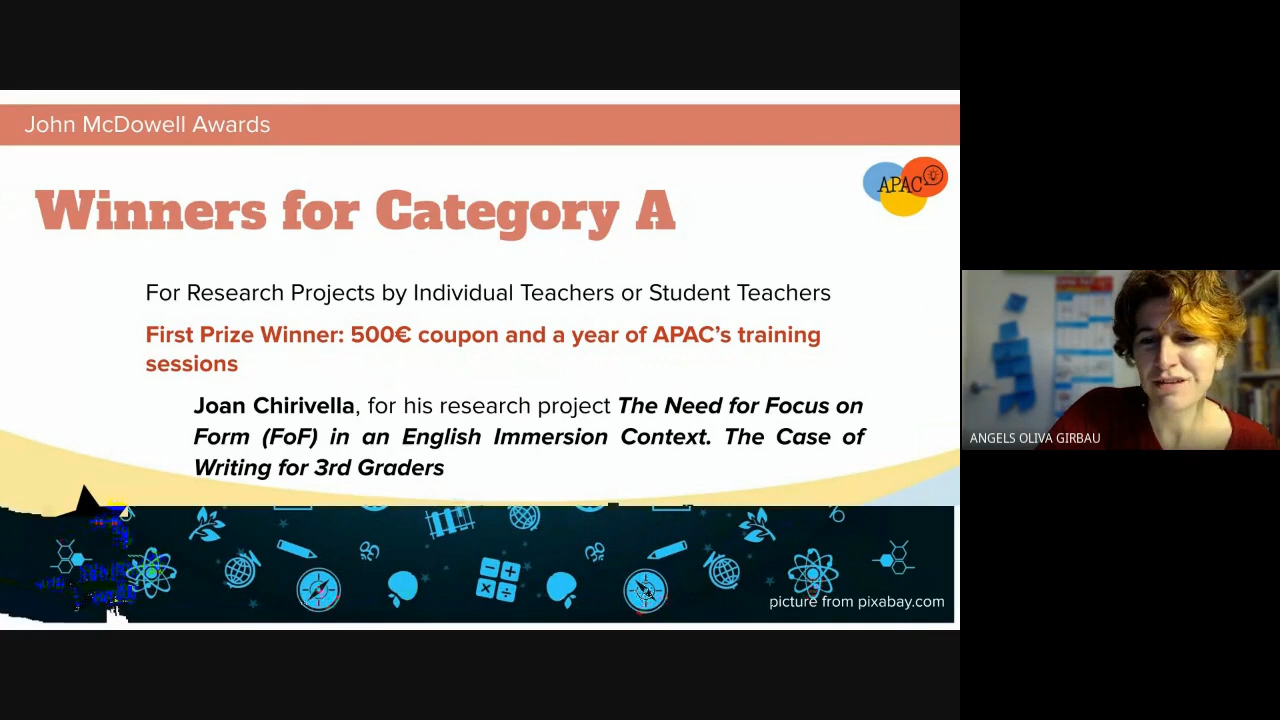 John McDowell Awards
APAC
Winners for Category A
For Research Projects by Individual Teachers or Student Teachers
First Prize Winner: 500€ coupon and a year of APAC’s training
sessions
Joan Chirivella, for his research project The Need for Focus on
Form (FoF) in an English Immersion Context. The Case of
Writing for 3rd Graders
picture from pixabay.com
ANGELS OLIVA GIRBAU